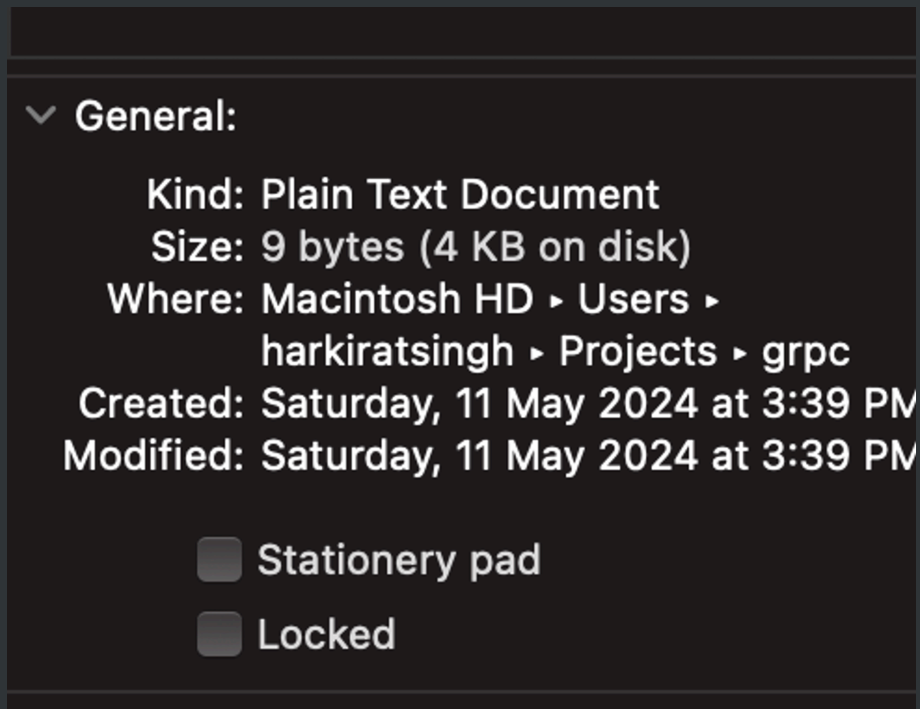 General:
Kind: Plain Text Document
Size: 9 bytes (4 KB on disk)
Where: Macintosh HD ▸ Users ▸
harkiratsingh ▸ Projects ▸ grpc
Created: Saturday, 11 May 2024 at 3:39 PM
Modified: Saturday, 11 May 2024 at 3:39 PM
Stationery pad
Locked